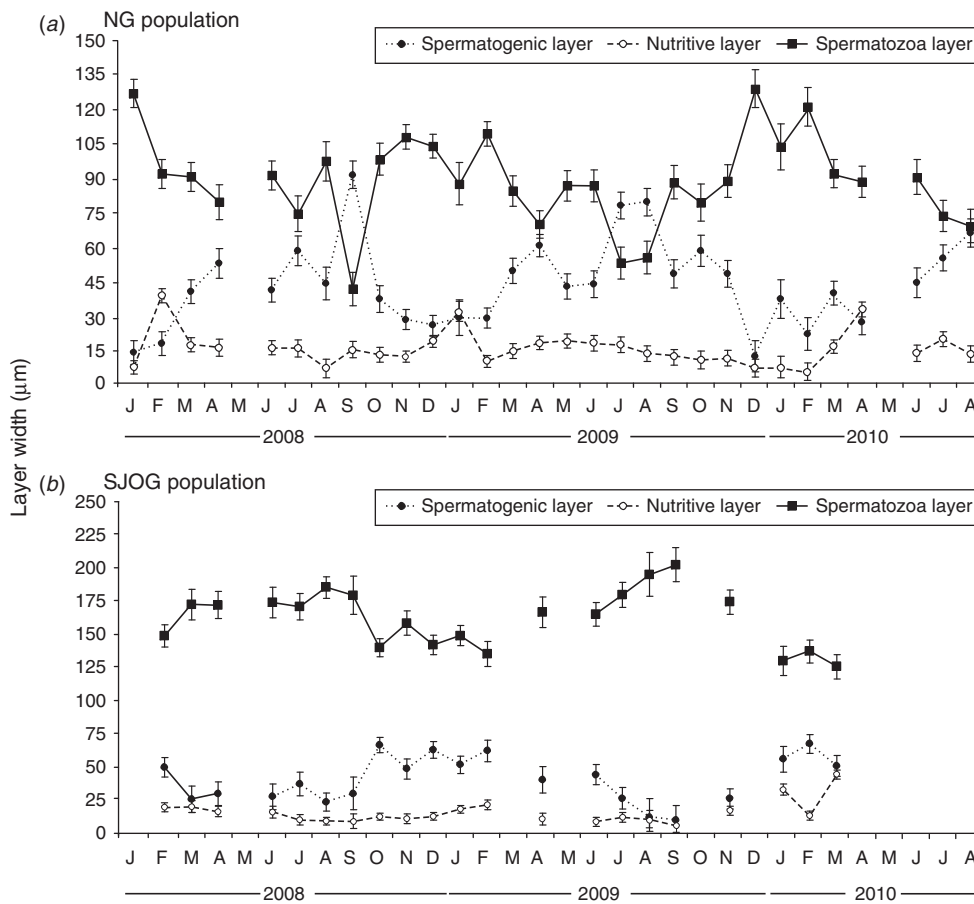 (a) NG population
Spermatogenic layer Nutritive layer Spermatozoa layer
150
135
120
105
90
75
60
45
30
15
0
J F M A M J J A S O N D J F M A M J J A S O N D J F M A M J J A
2008 2009 2010
Layer width (µm)
(b) SJOG population
Spermatogenic layer Nutritive layer Spermatozoa layer
250
225
200
175
150
125
100
75
50
25
0
J F M A M J J A S O N D J F M A M J J A S O N D J F M A M J J A
2008 2009 2010